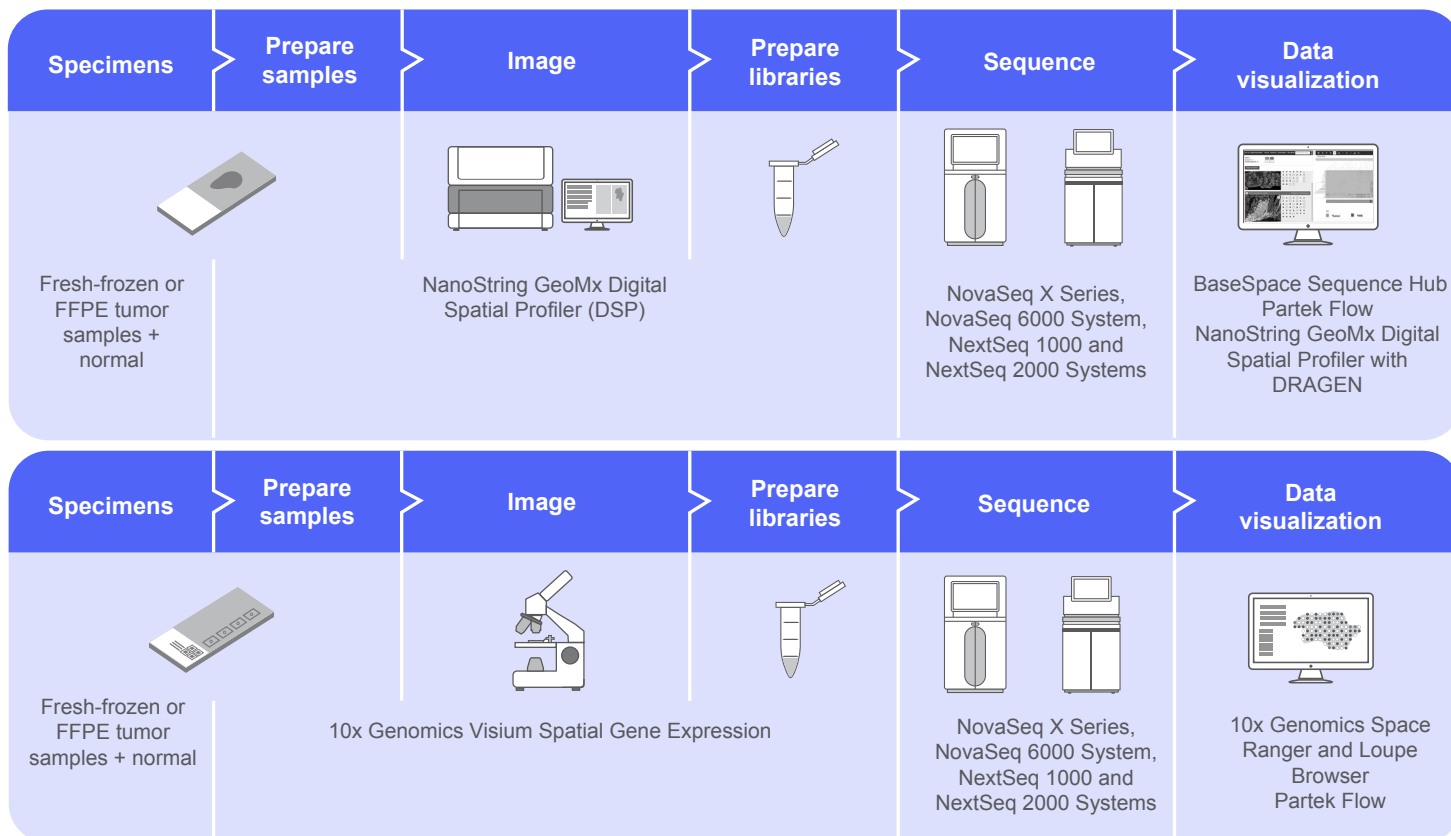 Specimens
Prepare
samples
Image
Prepare
libraries
Sequence
Data
visualization
Fresh-frozen or
FFPE tumor
samples +
normal
NanoString GeoMx Digital
Spatial Profiler (DSP)
NovaSeq X Series,
NovaSeq 6000 System,
NextSeq 1000 and
NextSeq 2000 Systems
BaseSpace Sequence Hub
Partek Flow
NanoString GeoMx Digital
Spatial Profiler with
DRAGEN
Specimens
Prepare
samples
Image
Prepare
libraries
Sequence
Data
visualization
Fresh-frozen or
FFPE tumor
samples + normal
10x Genomics Visium Spatial Gene Expression
NovaSeq X Series,
NovaSeq 6000 System,
NextSeq 1000 and
NextSeq 2000 Systems
10x Genomics Space
Ranger and Loupe
Browser
Partek Flow